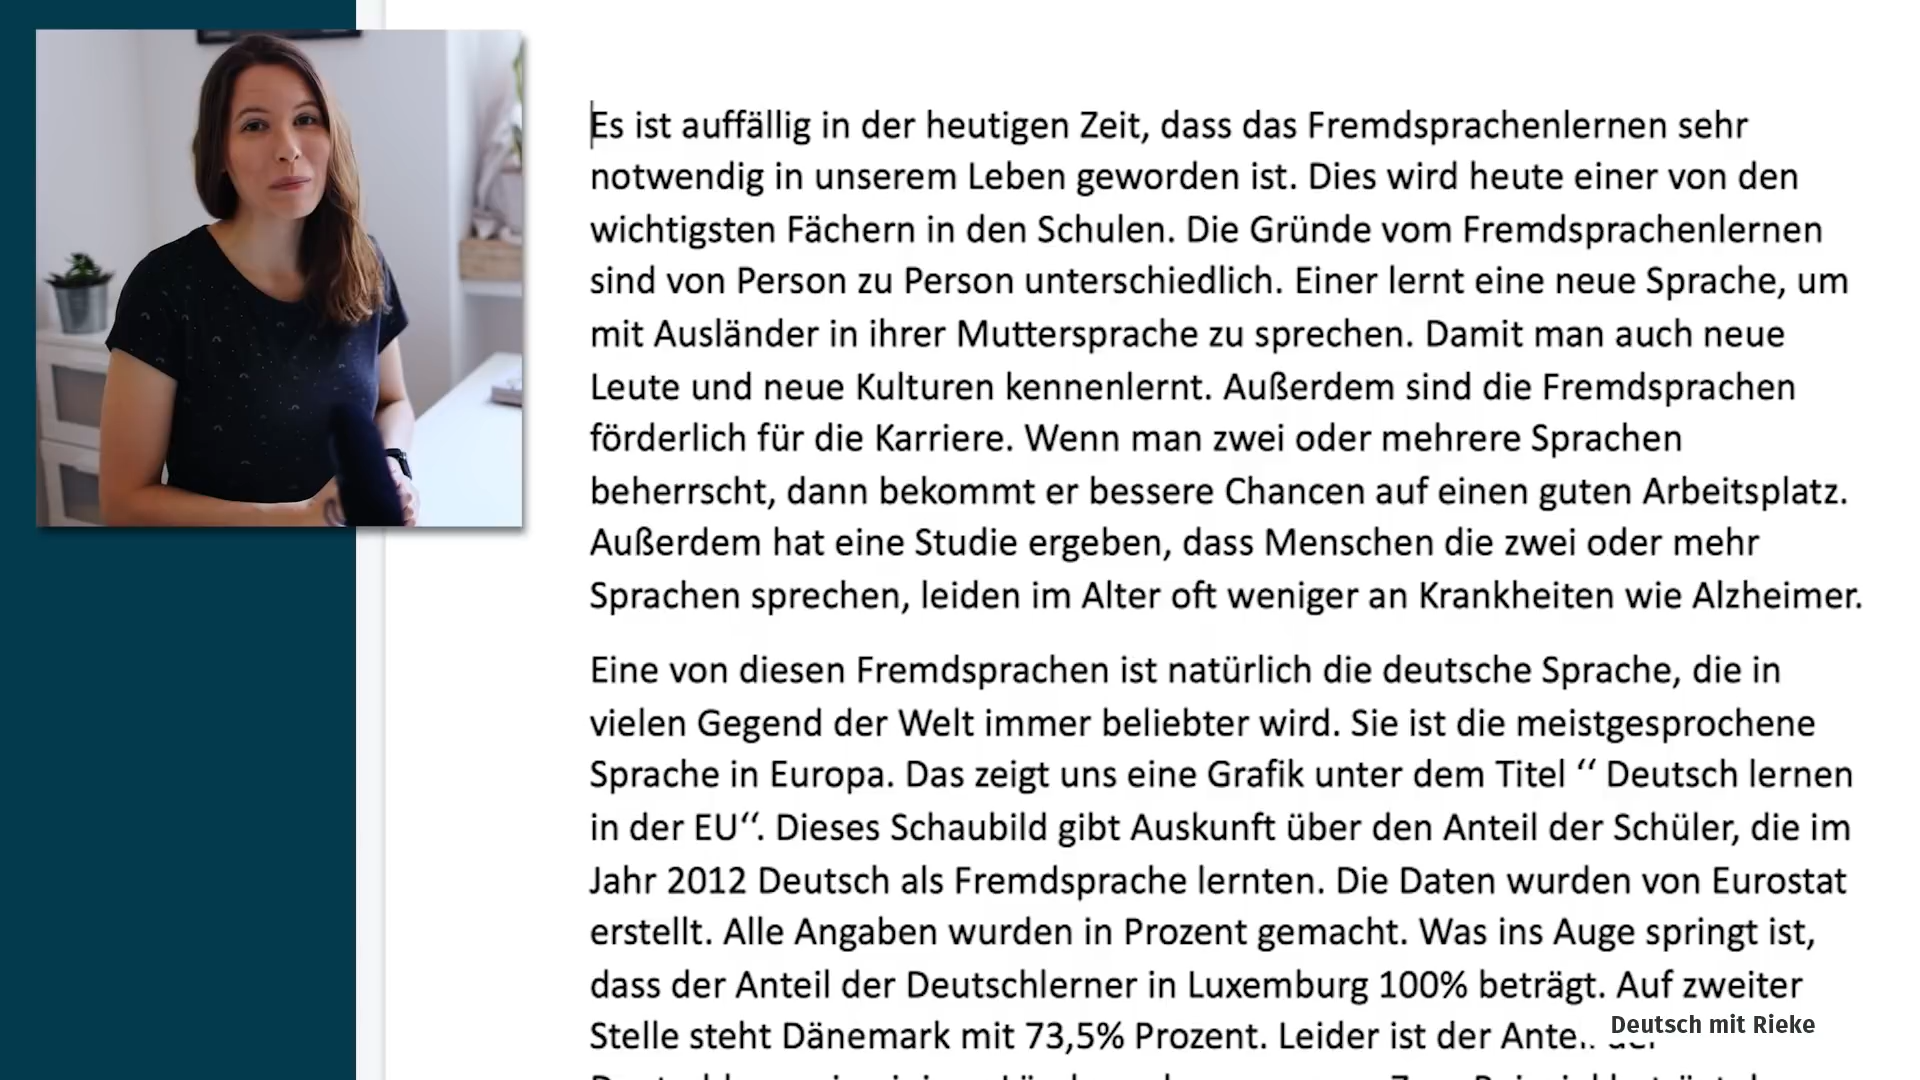 Es ist auffällig in der heutigen Zeit, dass das Fremdsprachenlernen sehr
notwendig in unserem Leben geworden ist. Dies wird heute einer von den
wichtigsten Fächern in den Schulen. Die Gründe vom Fremdsprachenlernen
sind von Person zu Person unterschiedlich. Einer lernt eine neue Sprache, um
mit Ausländer in ihrer Muttersprache zu sprechen. Damit man auch neue
Leute und neue Kulturen kennenlernt. Außerdem sind die Fremdsprachen
förderlich für die Karriere. Wenn man zwei oder mehrere Sprachen
beherrscht, dann bekommt er bessere Chancen auf einen guten Arbeitsplatz.
Außerdem hat eine Studie ergeben, dass Menschen die zwei oder mehr
Sprachen sprechen, leiden im Alter oft weniger an Krankheiten wie Alzheimer.
Eine von diesen Fremdsprachen ist natürlich die deutsche Sprache, die in
vielen Gegend der Welt immer beliebter wird. Sie ist die meistgesprochene
Sprache in Europa. Das zeigt uns eine Grafik unter dem Titel “ Deutsch lernen
in der EU“. Dieses Schaubild gibt Auskunft über den Anteil der Schüler, die im
Jahr 2012 Deutsch als Fremdsprache lernten. Die Daten wurden von Eurostat
erstellt. Alle Angaben wurden in Prozent gemacht. Was ins Auge springt ist,
dass der Anteil der Deutschlerner in Luxemburg 100% beträgt. Auf zweiter
Stelle steht Dänemark mit 73,5% Prozent. Leider ist der
Deutsch mit Rieke